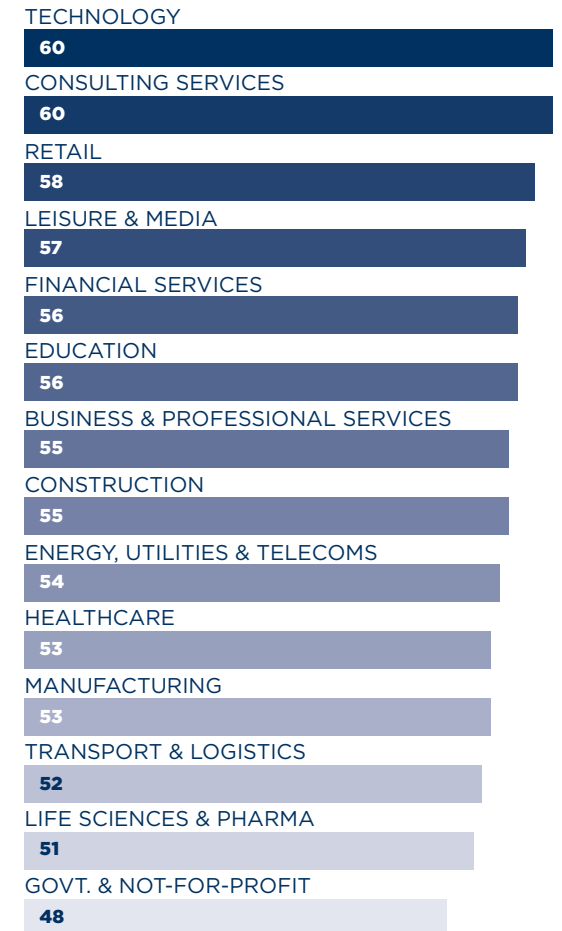 TECHNOLOGY
60
CONSULTING SERVICES
60
RETAIL
58
LEISURE & MEDIA
57
FINANCIAL SERVICES
56
EDUCATION
56
BUSINESS & PROFESSIONAL SERVICES
55
CONSTRUCTION
55
ENERGY, UTILITIES & TELECOMS
54
HEALTHCARE
53
MANUFACTURING
53
TRANSPORT & LOGISTICS
52
LIFE SCIENCES & PHARMA
51
GOVT. & NOT-FOR-PROFIT
48